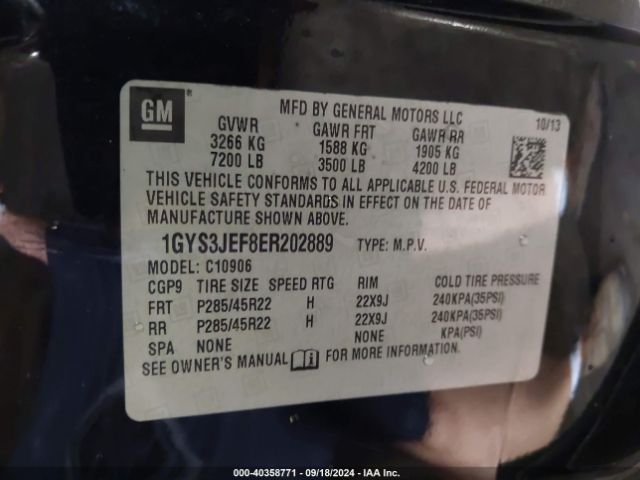 GM
MFD BY GENERAL MOTORS LLC
10/13
GVWR GAWR FRT GAWR RR
3266 KG 1588 KG 1905 KG
7200 LB 3500 LB 4200 LB
THIS VEHICLE CONFORMS TO ALL APPLICABLE U.S. FEDERAL MOTOR
VEHICLE SAFETY STANDARDS IN EFFECT ON THE DATE OF
MANUFACTURE SHOWN ABOVE.
1GYS3JEF8ER202889 TYPE: M.P.V.
MODEL: C10906
CGP9 TIRE SIZE SPEED RTG RIM COLD TIRE PRESSURE
FRT P285/45R22 H 22X9J 240KPA(35PSI)
RR P285/45R22 H 22X9J 240KPA(35PSI)
SPA NONE NONE KPA(PSI)
SEE OWNER'S MANUAL FOR MORE INFORMATION.
000-40358771 - 09/18/2024 - IAA Inc.